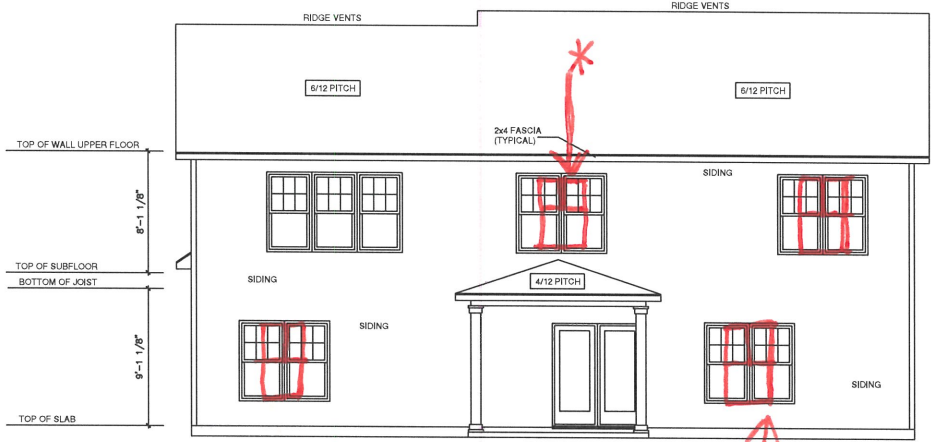 RIDGE VENTS
RIDGE VENTS
6/12 PITCH
6/12 PITCH
2x4 FASCIA
(TYPICAL)
TOP OF WALL UPPER FLOOR
SIDING
8'-1 1/8"
TOP OF SUBFLOOR
BOTTOM OF JOIST
SIDING
4/12 PITCH
SIDING
9'-1 1/8"
SIDING
TOP OF SLAB